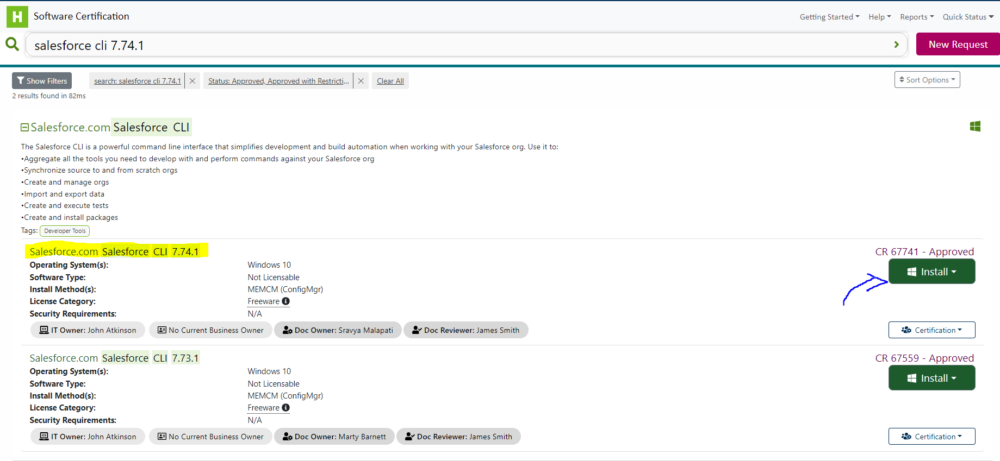 H Software Certification Getting Started Help Reports Quick Status
salesforce cli 7.74.1 New Request
Show Filters search: salesforce cli 7.74.1 Status: Approved, Approved with Restricti... Clear All Sort Options
2 results found in 82ms
Salesforce.com Salesforce CLI
The Salesforce CLI is a powerful command line interface that simplifies development and build automation when working with your Salesforce org. Use it to:
•Aggregate all the tools you need to develop with and perform commands against your Salesforce org
•Synchronize source to and from scratch orgs
•Create and manage orgs
•Import and export data
•Create and execute tests
•Create and install packages
Tags: Developer Tools
Salesforce.com Salesforce CLI 7.74.1 CR 67741 - Approved
Operating System(s): Windows 10 Install
Software Type: Not Licensable
Install Method(s): MEMCM (ConfigMgr)
License Category: Freeware
Security Requirements: N/A
IT Owner: John Atkinson No Current Business Owner Doc Owner: Sravya Malapati Doc Reviewer: James Smith Certification
Salesforce.com Salesforce CLI 7.73.1 CR 67559 - Approved
Operating System(s): Windows 10 Install
Software Type: Not Licensable
Install Method(s): MEMCM (ConfigMgr)
License Category: Freeware
Security Requirements: N/A
IT Owner: John Atkinson No Current Business Owner Doc Owner: Marty Barnett Doc Reviewer: James Smith Certification